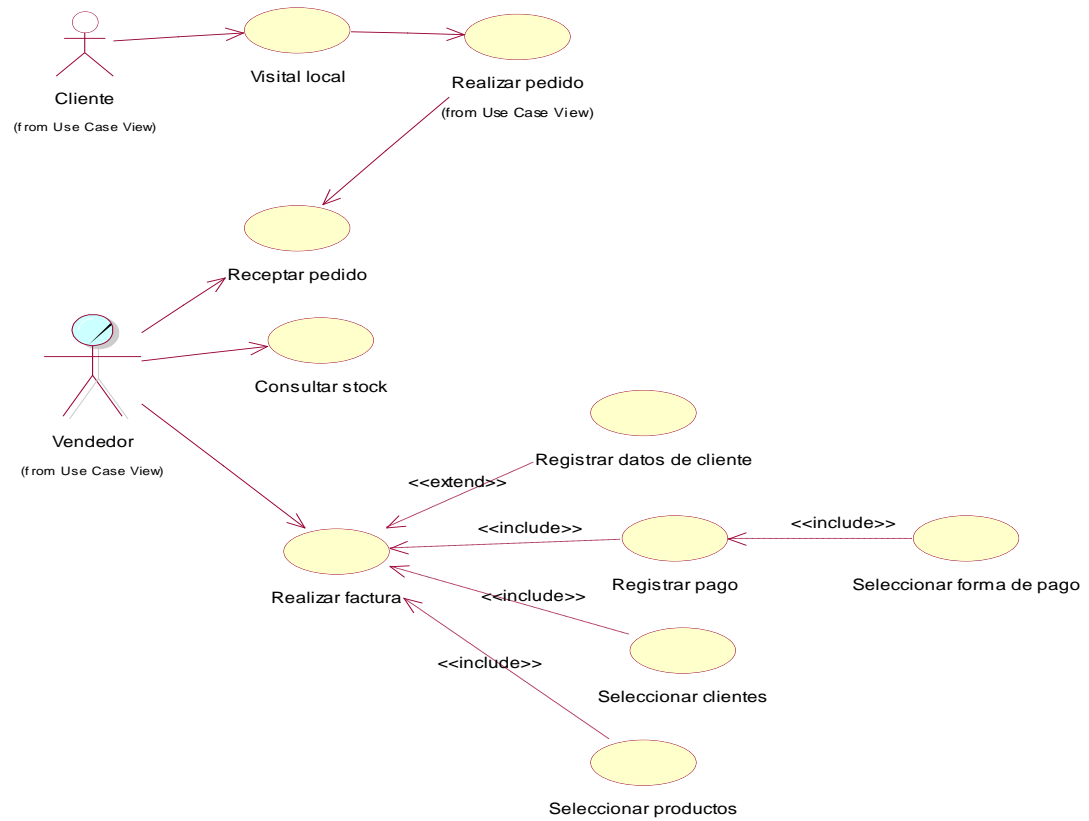 Visital local
Realizar pedido
Cliente
(from Use Case View)
(from Use Case View)
Receptar pedido
Consultar stock
Vendedor
(from Use Case View)
Registrar datos de cliente
<<extend>>
<<include>>
<<include>>
Realizar factura
Registrar pago
Seleccionar forma de pago
<<include>>
<<include>>
Seleccionar clientes
Seleccionar productos